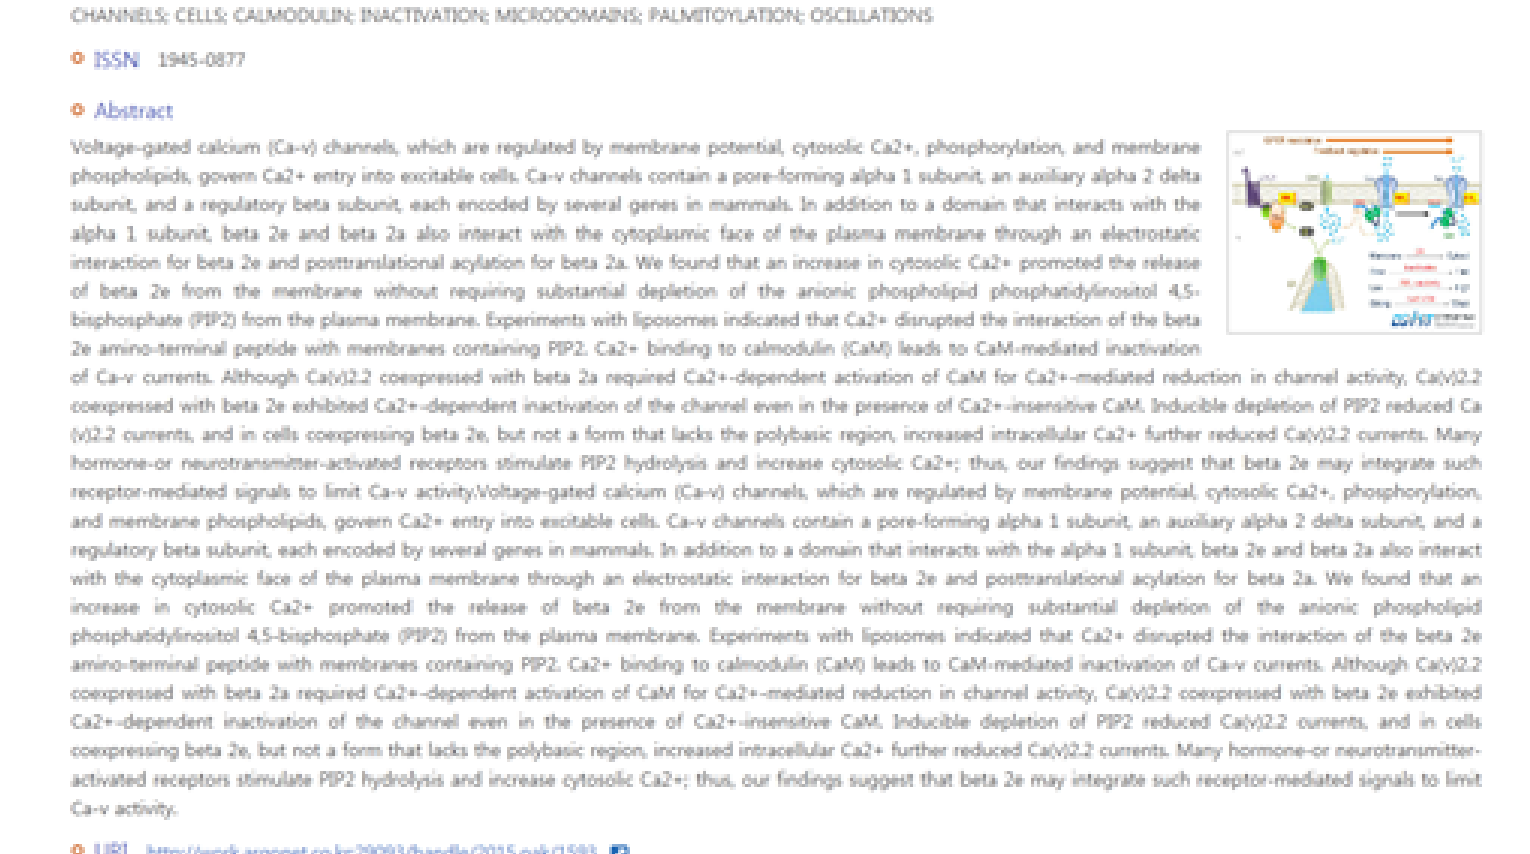 CHANNELS; CELLS; CALMODULIN; INACTIVATION; MICRODOMAINS; PALMITOYLATION; OSCILLATIONS
ISSN 1945-0877
Abstract
Voltage-gated calcium (Ca-v) channels, which are regulated by membrane potential, cytosolic Ca2+, phosphorylation, and membrane
phospholipids, govern Ca2+ entry into excitable cells. Ca-v channels contain a pore-forming alpha 1 subunit, an auxiliary alpha 2 delta
subunit, and a regulatory beta subunit, each encoded by several genes in mammals. In addition to a domain that interacts with the
alpha 1 subunit, beta 2e and beta 2a also interact with the cytoplasmic face of the plasma membrane through an electrostatic
interaction for beta 2e and posttranslational acylation for beta 2a. We found that an increase in cytosolic Ca2+ promoted the release
of beta 2e from the membrane without requiring substantial depletion of the anionic phospholipid phosphatidylinositol 4,5-
bisphosphate (PIP2) from the plasma membrane. Experiments with liposomes indicated that Ca2+ disrupted the interaction of the beta
2e amino-terminal peptide with membranes containing PIP2. Ca2+ binding to calmodulin (CaM) leads to CaM-mediated inactivation
of Ca-v currents. Although Ca(v)2.2 coexpressed with beta 2a required Ca2+-dependent activation of CaM for Ca2+-mediated reduction in channel activity, Ca(v)2.2
coexpressed with beta 2e exhibited Ca2+-dependent inactivation of the channel even in the presence of Ca2+-insensitive CaM. Inducible depletion of PIP2 reduced Ca
(v)2.2 currents, and in cells coexpressing beta 2e, but not a form that lacks the polybasic region, increased intracellular Ca2+ further reduced Ca(v)2.2 currents. Many
hormone-or neurotransmitter-activated receptors stimulate PIP2 hydrolysis and increase cytosolic Ca2+; thus, our findings suggest that beta 2e may integrate such
receptor-mediated signals to limit Ca-v activity.Voltage-gated calcium (Ca-v) channels, which are regulated by membrane potential, cytosolic Ca2+, phosphorylation,
and membrane phospholipids, govern Ca2+ entry into excitable cells. Ca-v channels contain a pore-forming alpha 1 subunit, an auxiliary alpha 2 delta subunit, and a
regulatory beta subunit, each encoded by several genes in mammals. In addition to a domain that interacts with the alpha 1 subunit, beta 2e and beta 2a also interact
with the cytoplasmic face of the plasma membrane through an electrostatic interaction for beta 2e and posttranslational acylation for beta 2a. We found that an
increase in cytosolic Ca2+ promoted the release of beta 2e from the membrane without requiring substantial depletion of the anionic phospholipid
phosphatidylinositol 4,5-bisphosphate (PIP2) from the plasma membrane. Experiments with liposomes indicated that Ca2+ disrupted the interaction of the beta 2e
amino-terminal peptide with membranes containing PIP2. Ca2+ binding to calmodulin (CaM) leads to CaM-mediated inactivation of Ca-v currents. Although Ca(v)2.2
coexpressed with beta 2a required Ca2+-dependent activation of CaM for Ca2+-mediated reduction in channel activity, Ca(v)2.2 coexpressed with beta 2e exhibited
Ca2+-dependent inactivation of the channel even in the presence of Ca2+-insensitive CaM. Inducible depletion of PIP2 reduced Ca(v)2.2 currents, and in cells
coexpressing beta 2e, but not a form that lacks the polybasic region, increased intracellular Ca2+ further reduced Ca(v)2.2 currents. Many hormone-or neurotransmitter-
activated receptors stimulate PIP2 hydrolysis and increase cytosolic Ca2+; thus, our findings suggest that beta 2e may integrate such receptor-mediated signals to limit
Ca-v activity.
URI